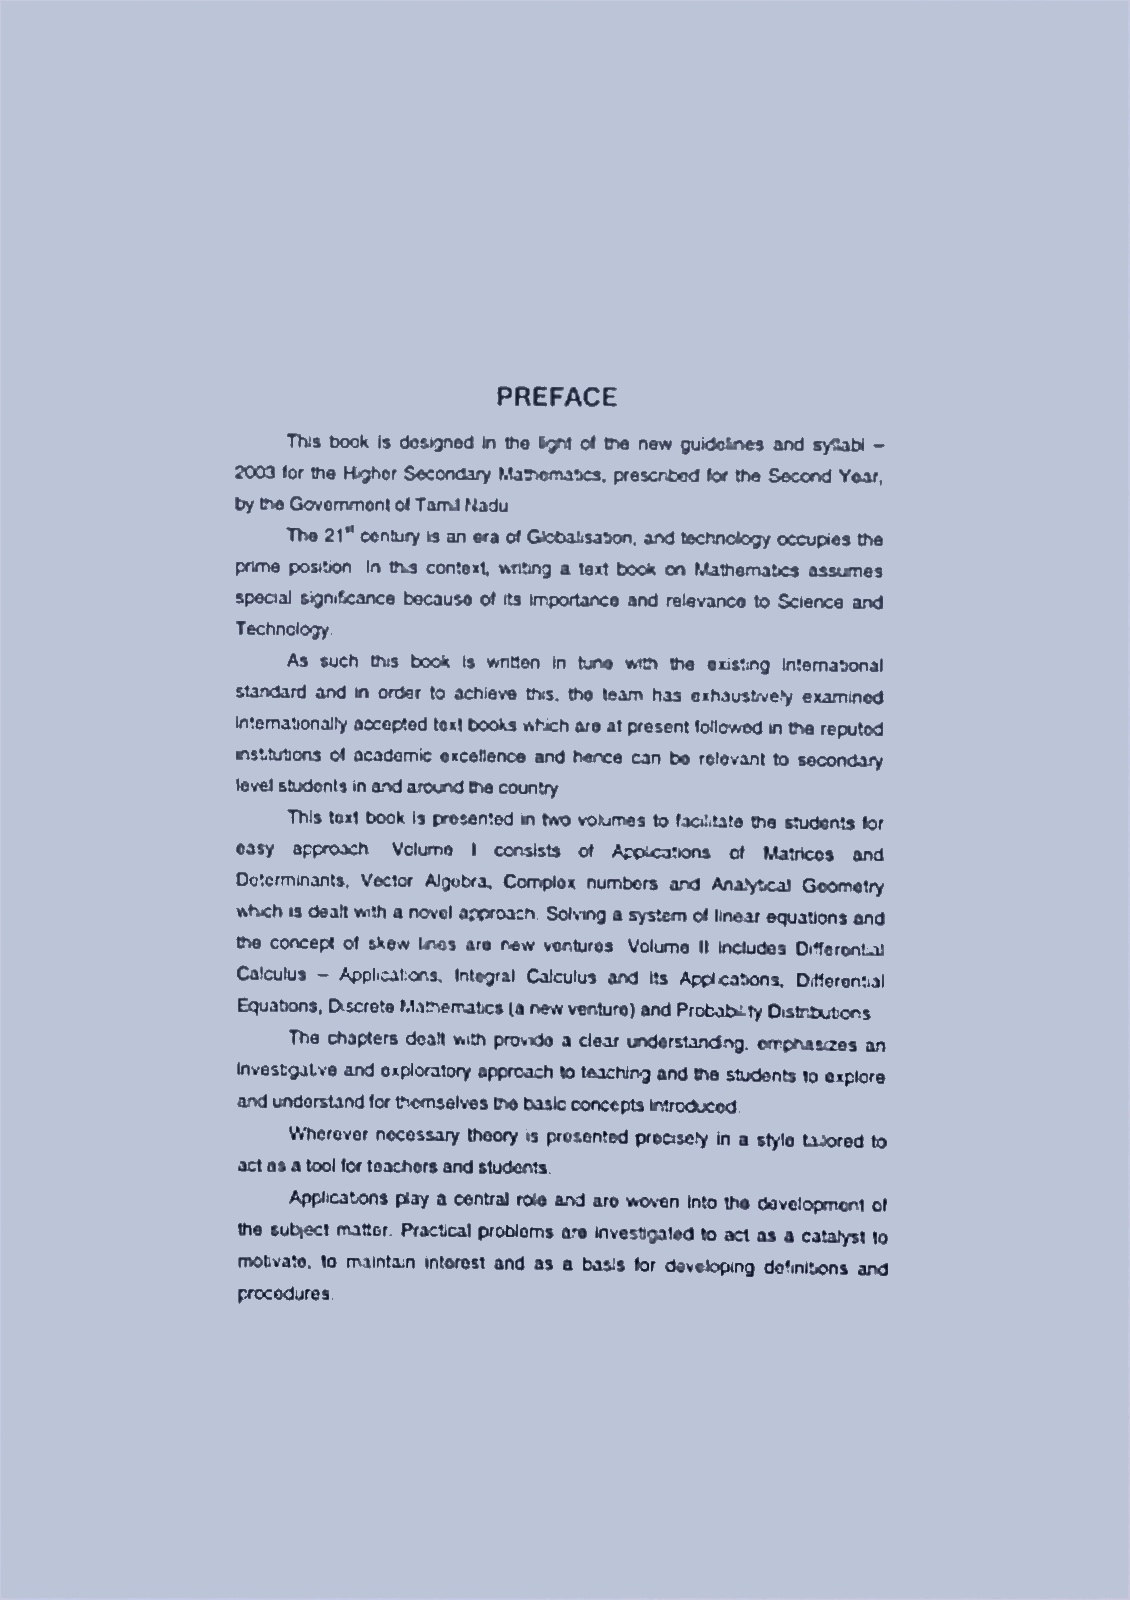 PREFACE
This book is designed in the light of the new guidelines and syllabi –
2003 for the Higher Secondary Mathematics, prescribed for the Second Year,
by the Government of Tamil Nadu
The 21st century is an era of Globalisation, and technology occupies the
prime position In this context, writing a text book on Mathematics assumes
special significance because of its importance and relevance to Science and
Technology.
As such this book is written in tune with the existing International
standard and in order to achieve this, the team has exhaustively examined
internationally accepted text books which are at present followed in the reputed
institutions of academic excellence and hence can be relevant to secondary
level students in and around the country
This text book is presented in two volumes to facilitate the students for
easy approach Volume I consists of Applications of Matrices and
Determinants, Vector Algebra, Complex numbers and Analytical Geometry
which is dealt with a novel approach. Solving a system of linear equations and
the concept of skew lines are new ventures Volume II includes Differential
Calculus – Applications, Integral Calculus and its Applications, Differential
Equations, Discrete Mathematics (a new venture) and Probability Distributions
The chapters dealt with provide a clear understanding, emphasizes an
investigative and exploratory approach to teaching and the students to explore
and understand for themselves the basic concepts introduced.
Wherever necessary theory is presented precisely in a style tailored to
act as a tool for teachers and students.
Applications play a central role and are woven into the development of
the subject matter. Practical problems are investigated to act as a catalyst to
motivate, to maintain interest and as a basis for developing definitions and
procedures.